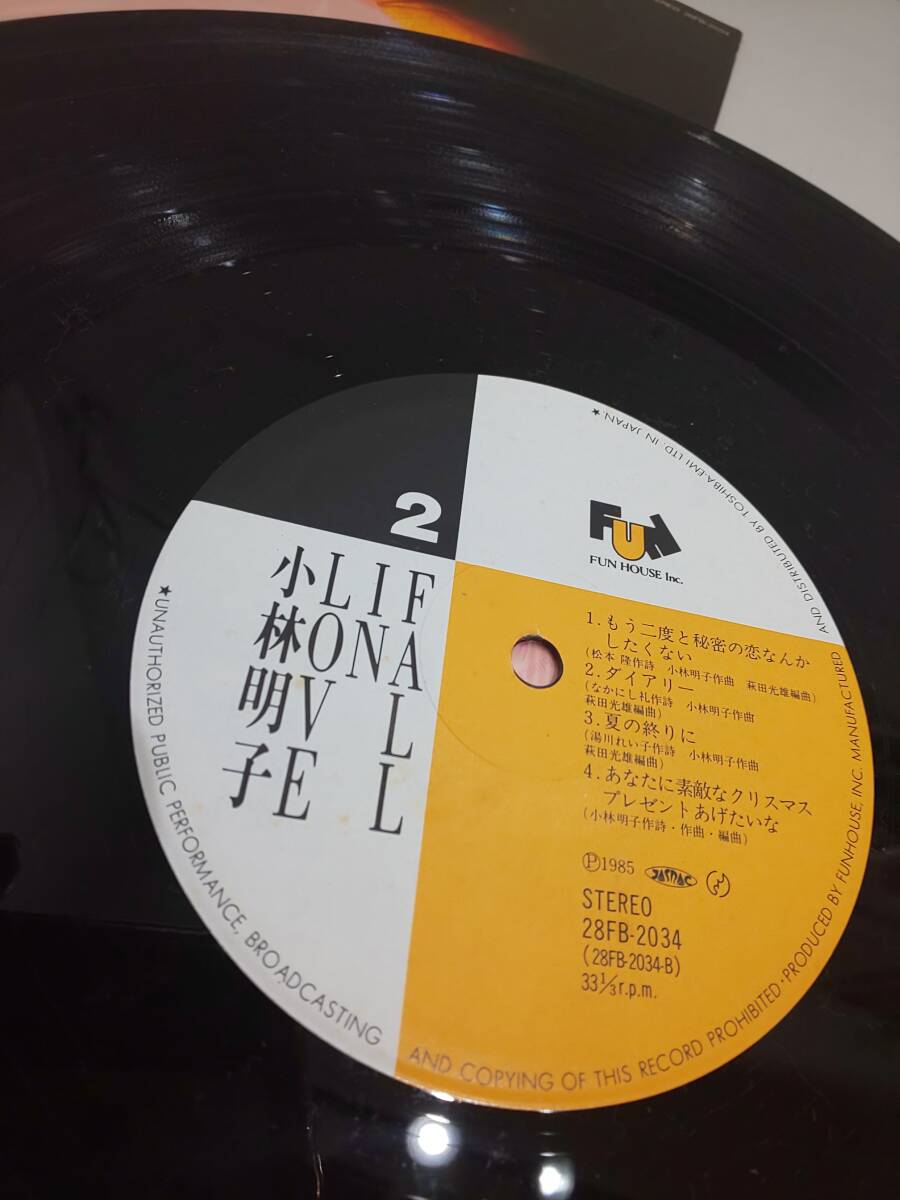 2
FALL
IN
LOVE
小林明子
FUN
FUN HOUSE Inc.
1.もう二度と秘密の恋なんか
したくない
(松本 隆作詩 小林明子作曲 萩田光雄編曲)
2.ダイアリー
(なかにし礼作詩 小林明子作曲
萩田光雄編曲)
3.夏の終りに
(湯川れい子作詩 小林明子作曲
萩田光雄編曲)
4.あなたに素敵なクリスマス
プレゼントあげたいな
(小林明子作詩・作曲・編曲)
Ⓟ1985 JASRAC
STEREO
28FB-2034
(28FB-2034-B)
33⅓r.p.m.
★UNAUTHORIZED PUBLIC PERFORMANCE, BROADCASTING AND COPYING OF THIS RECORD PROHIBITED·PRODUCED BY FUNHOUSE, INC. MANUFACTURED AND DISTRIBUTED BY TOSHIBA-EMI LTD. IN JAPAN★